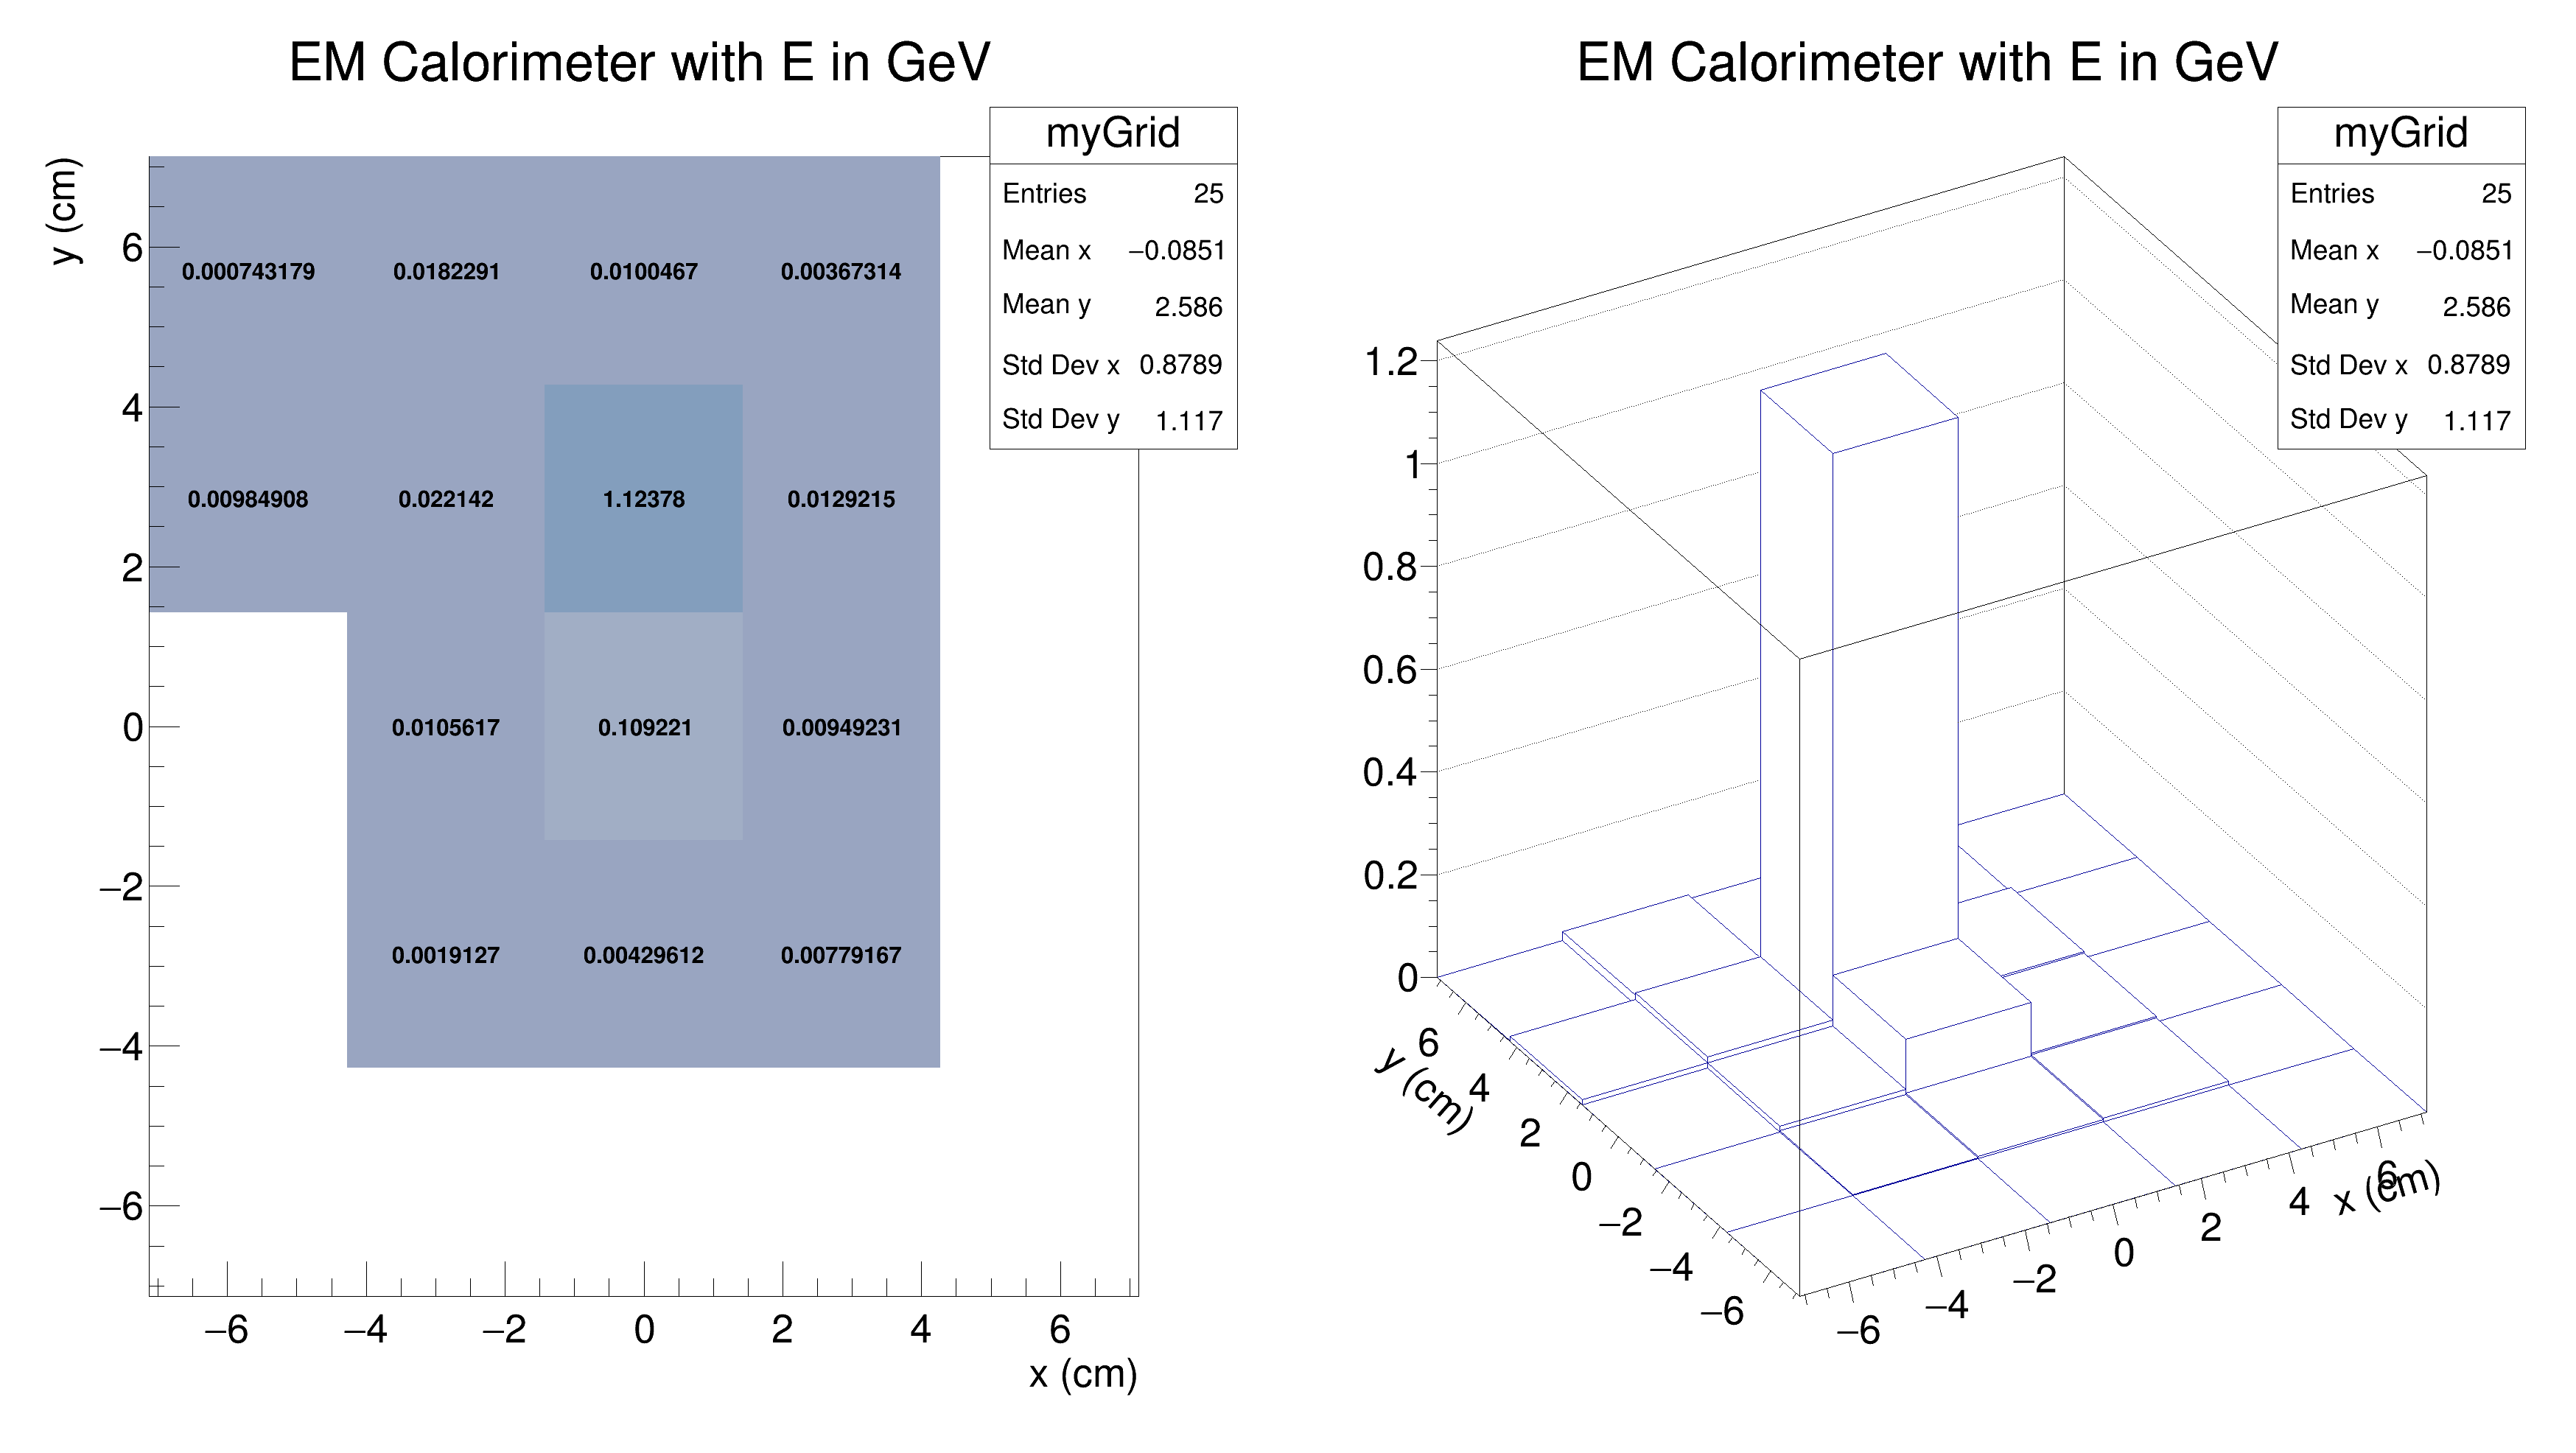 EM Calorimeter with E in GeV
myGrid
Entries 25
Mean x −0.0851
Mean y 2.586
Std Dev x 0.8789
Std Dev y 1.117
y (cm)
6
4
2
0
−2
−4
−6
0.000743179 0.0182291 0.0100467 0.00367314
0.00984908 0.022142 1.12378 0.0129215
0.0105617 0.109221 0.00949231
0.0019127 0.00429612 0.00779167
−6 −4 −2 0 2 4 6
x (cm)
EM Calorimeter with E in GeV
myGrid
Entries 25
Mean x −0.0851
Mean y 2.586
Std Dev x 0.8789
Std Dev y 1.117
1.2
1
0.8
0.6
0.4
0.2
0
6
4
2
0
−2
−4
−6
y (cm)
−6
−4
−2
0
2
4
6
x (cm)